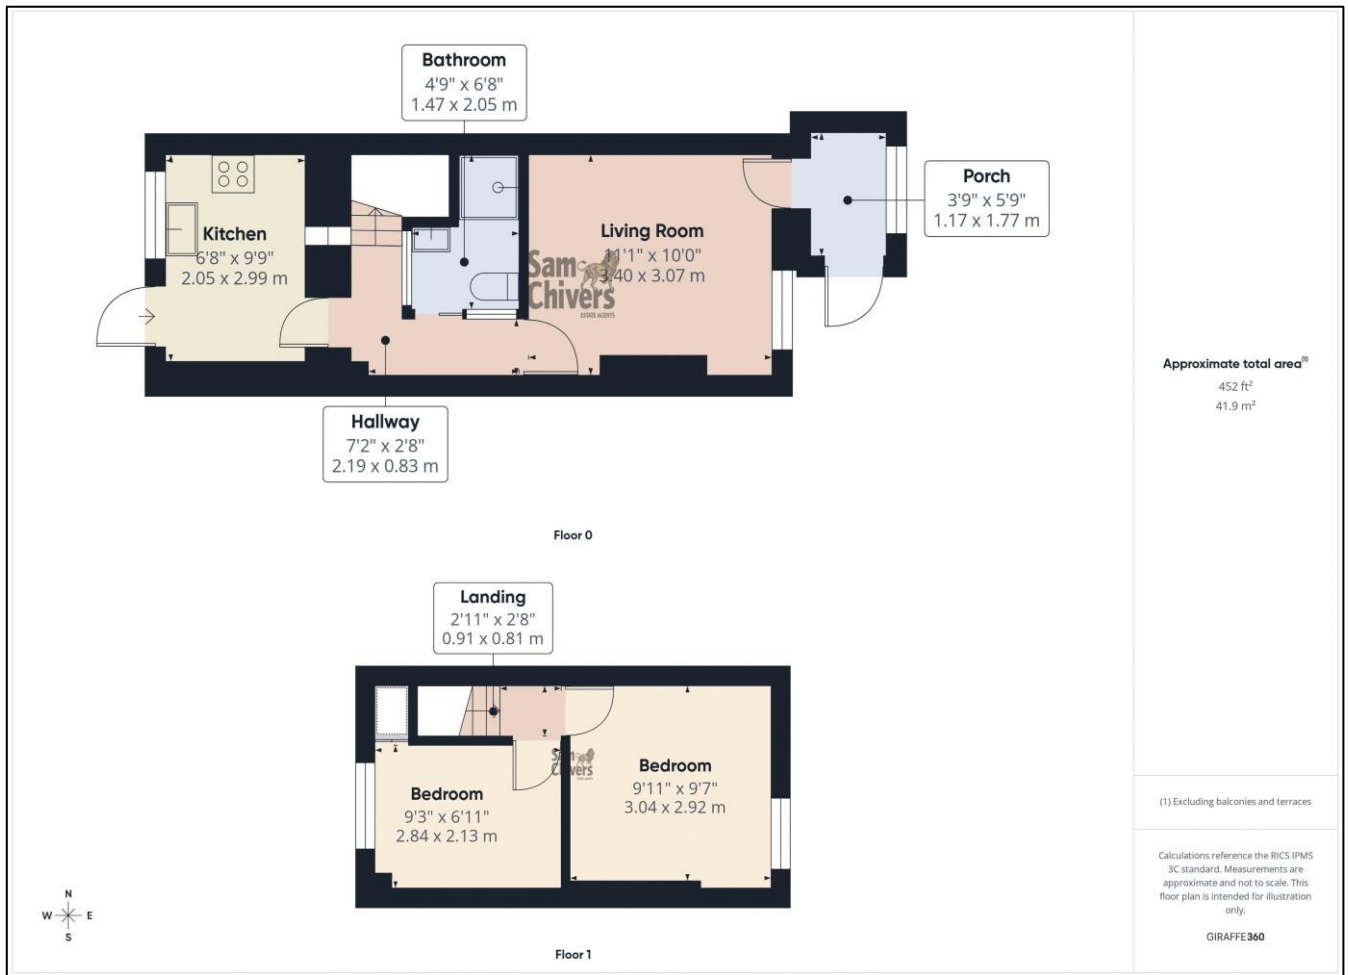 Bathroom
4'9" x 6'8"
1.47 x 2.05 m
Porch
3'9" x 5'9"
1.17 x 1.77 m
Kitchen
6'8" x 9'9"
2.05 x 2.99 m
Living Room
11'1" x 10'0"
3.40 x 3.07 m
Sam
Chivers
ESTATE AGENTS
Hallway
7'2" x 2'8"
2.19 x 0.83 m
Floor 0
Landing
2'11" x 2'8"
0.91 x 0.81 m
Sam
Chivers
Bedroom
9'3" x 6'11"
2.84 x 2.13 m
Bedroom
9'11" x 9'7"
3.04 x 2.92 m
Floor 1
N
W E
S
Approximate total area(1)
452 ft²
41.9 m²
(1) Excluding balconies and terraces
Calculations reference the RICS IPMS
3C standard. Measurements are
approximate and not to scale. This
floor plan is intended for illustration
only.
GIRAFFE360